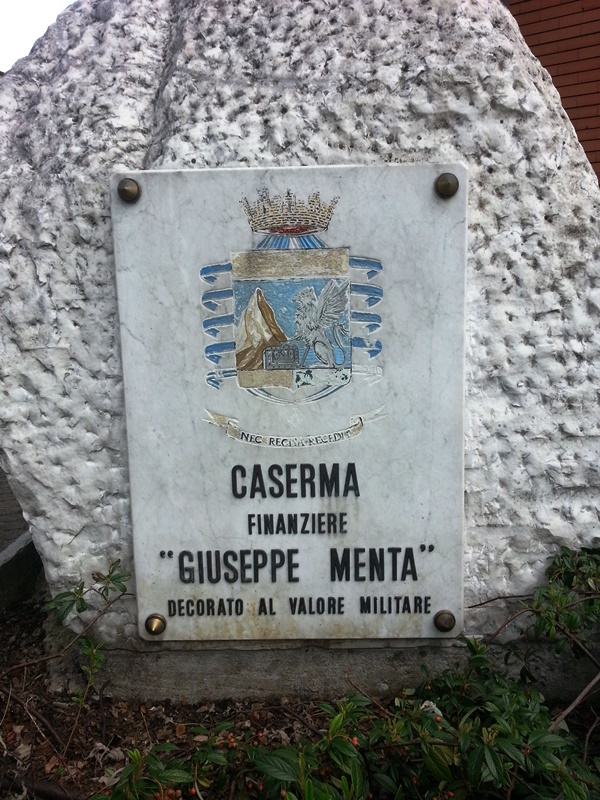 NEC RECISA RECEDIT
CASERMA
FINANZIERE
"GIUSEPPE MENTA"
DECORATO AL VALORE MILITARE